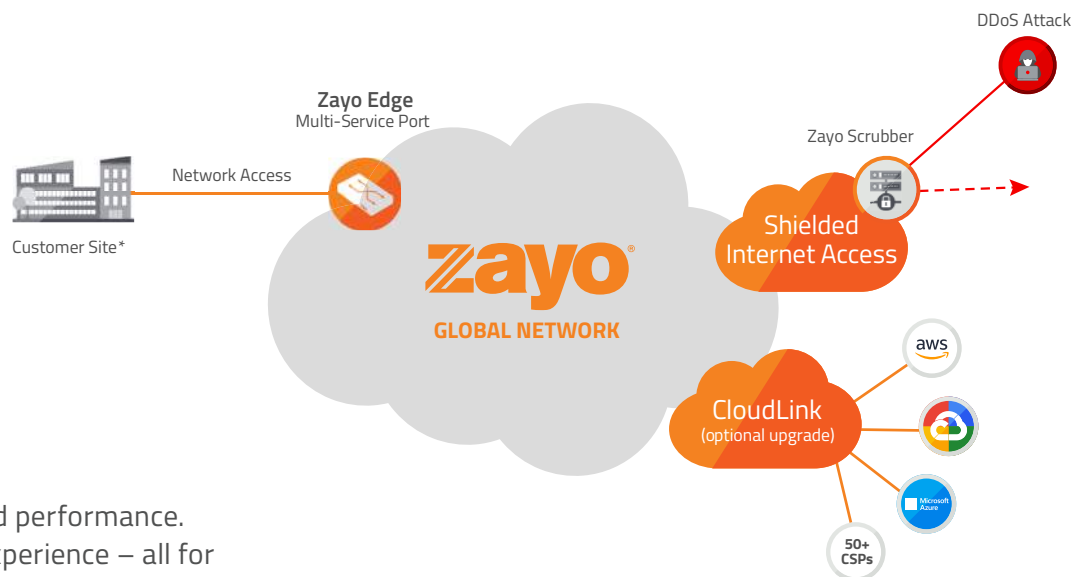 DDoS Attack
Zayo Edge
Multi-Service Port
Zayo Scrubber
Network Access
Customer Site*
Shielded
Internet Access
zayo®
GLOBAL NETWORK
aws
CloudLink
(optional upgrade)
Microsoft
Azure
50+
CSPs
d performance.
xperience – all for